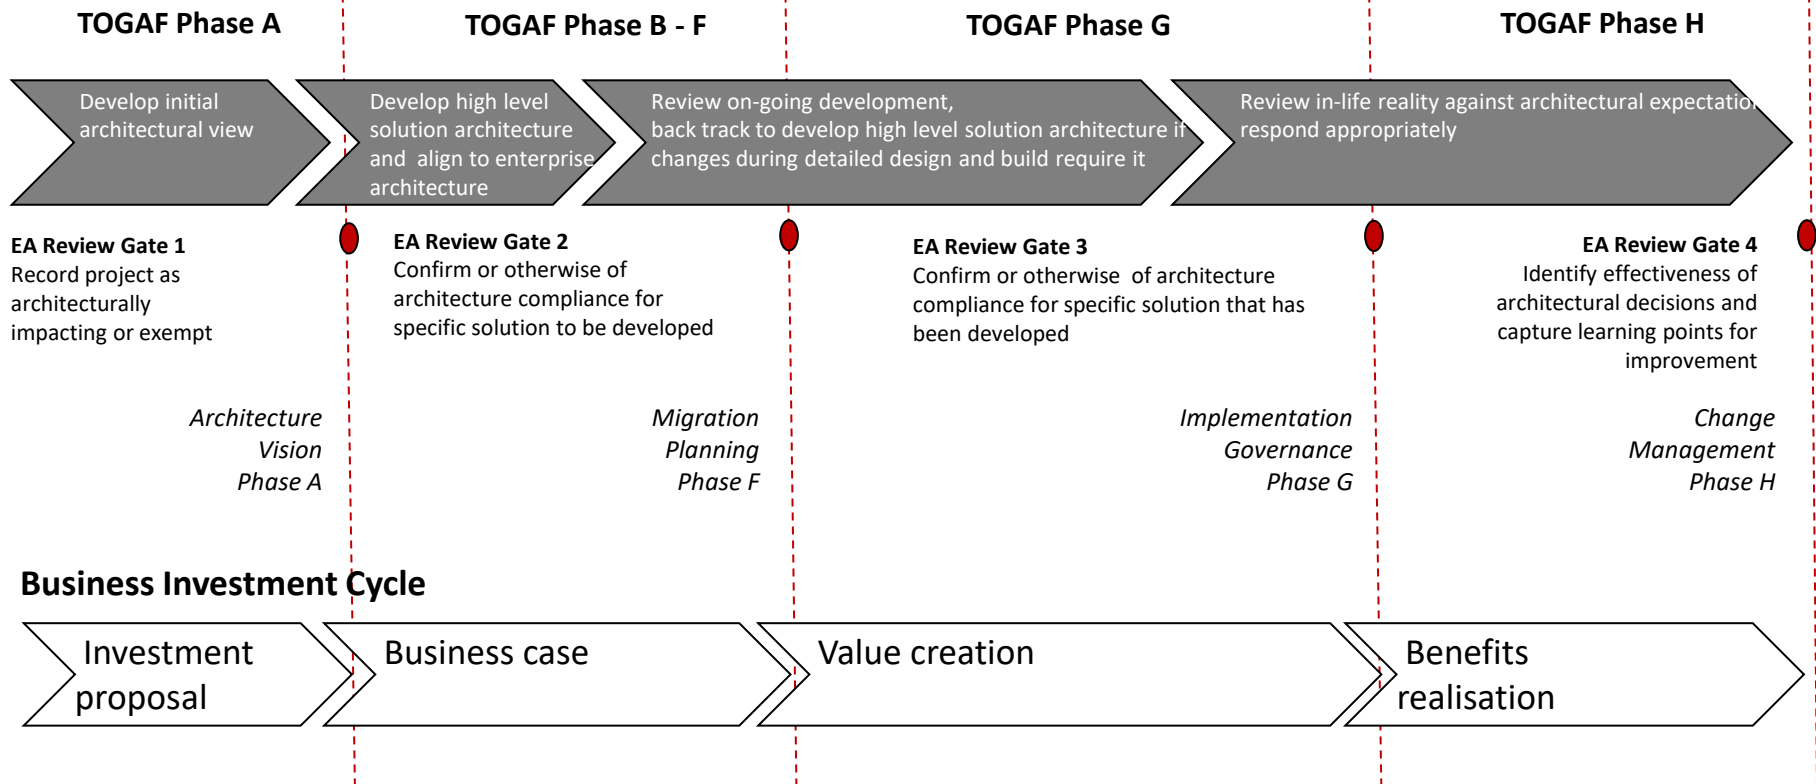 TOGAF Phase A
TOGAF Phase B - F
TOGAF Phase G
TOGAF Phase H
Develop initial
architectural view
Develop high level
solution architecture
and align to enterprise
architecture
Review on-going development,
back track to develop high level solution architecture if
changes during detailed design and build require it
Review in-life reality against architectural expectation
respond appropriately
EA Review Gate 1
Record project as
architecturally
impacting or exempt
EA Review Gate 2
Confirm or otherwise of
architecture compliance for
specific solution to be developed
EA Review Gate 3
Confirm or otherwise of architecture
compliance for specific solution that has
been developed
EA Review Gate 4
Identify effectiveness of
architectural decisions and
capture learning points for
improvement
Architecture
Vision
Phase A
Migration
Planning
Phase F
Implementation
Governance
Phase G
Change
Management
Phase H
Business Investment Cycle
Investment
proposal
Business case
Value creation
Benefits
realisation